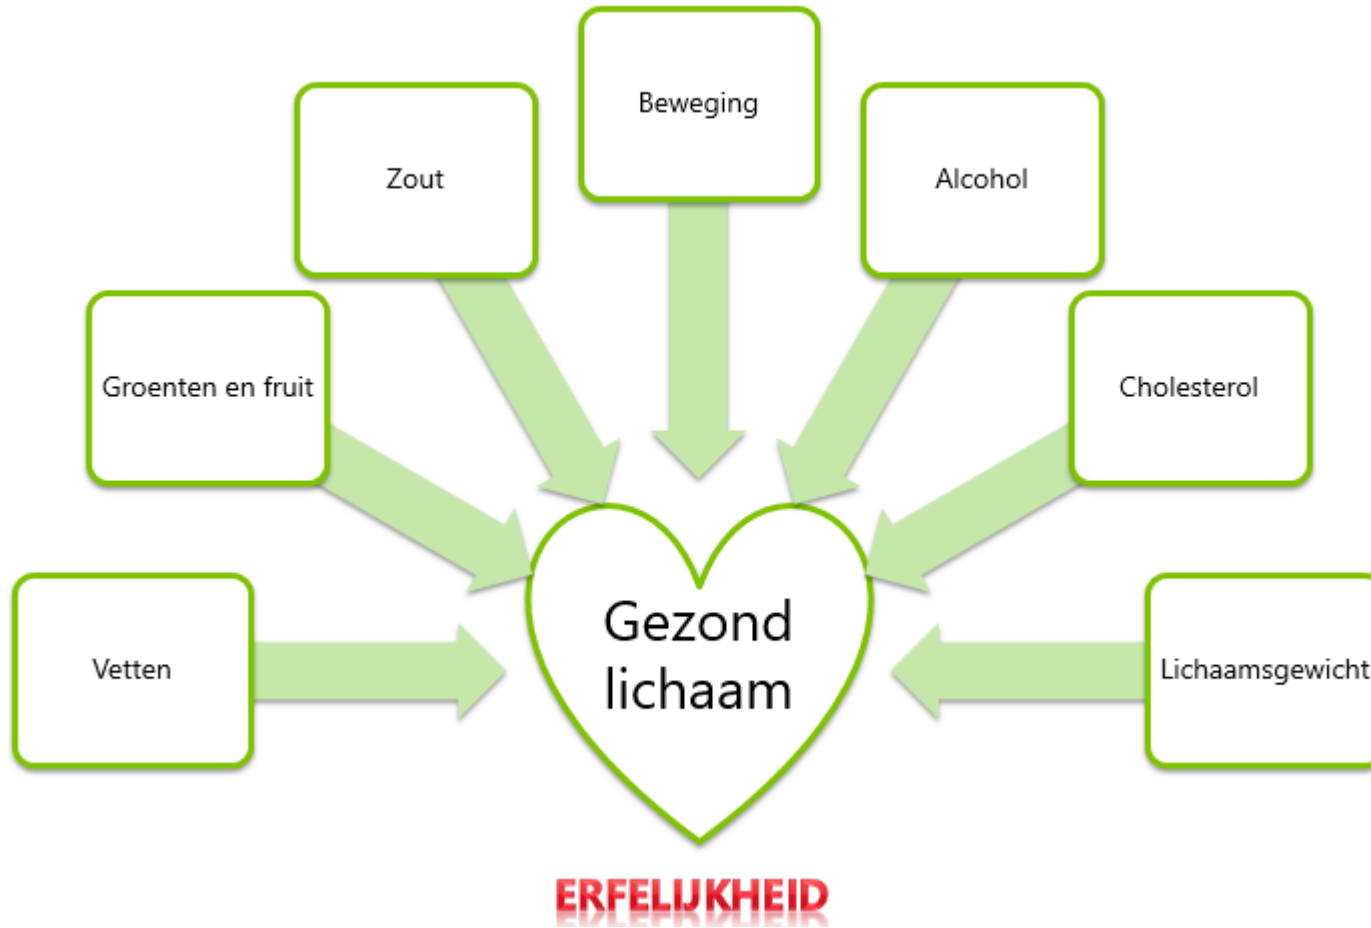 Beweging
Zout
Alcohol
Groenten en fruit
Cholesterol
Vetten
Gezond
lichaam
Lichaamsgewicht
ERFELIJKHEID